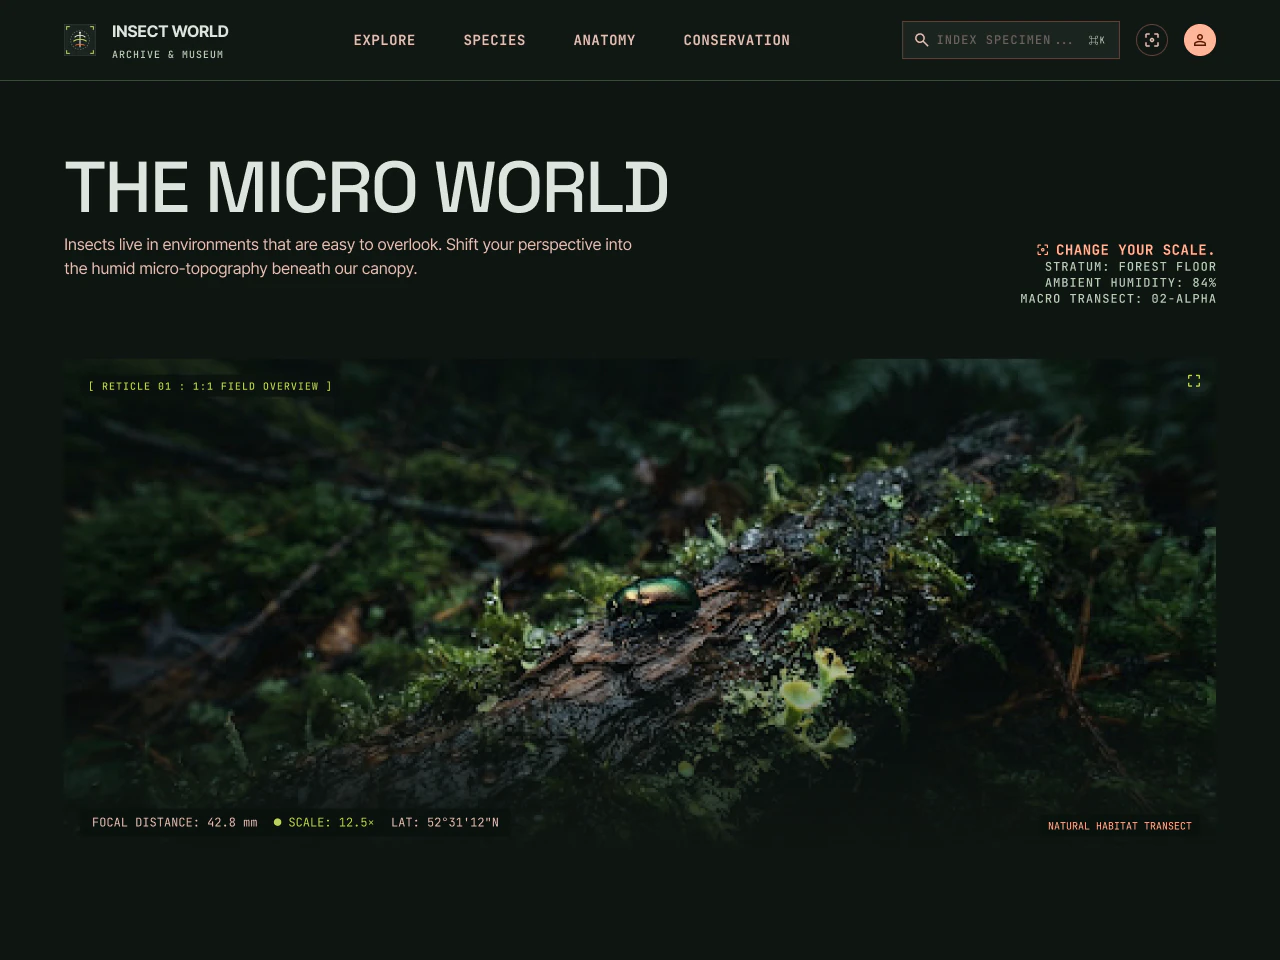 INSECT WORLD
ARCHIVE & MUSEUM
EXPLORE
SPECIES
ANATOMY
CONSERVATION
INDEX SPECIMEN...
⌘K
THE MICRO WORLD
Insects live in environments that are easy to overlook. Shift your perspective into
the humid micro-topography beneath our canopy.
CHANGE YOUR SCALE.
STRATUM: FOREST FLOOR
AMBIENT HUMIDITY: 84%
MACRO TRANSECT: 02-ALPHA
[ RETICLE 01 : 1:1 FIELD OVERVIEW ]
FOCAL DISTANCE: 42.8 mm
SCALE: 12.5×
LAT: 52°31'12"N
NATURAL HABITAT TRANSECT